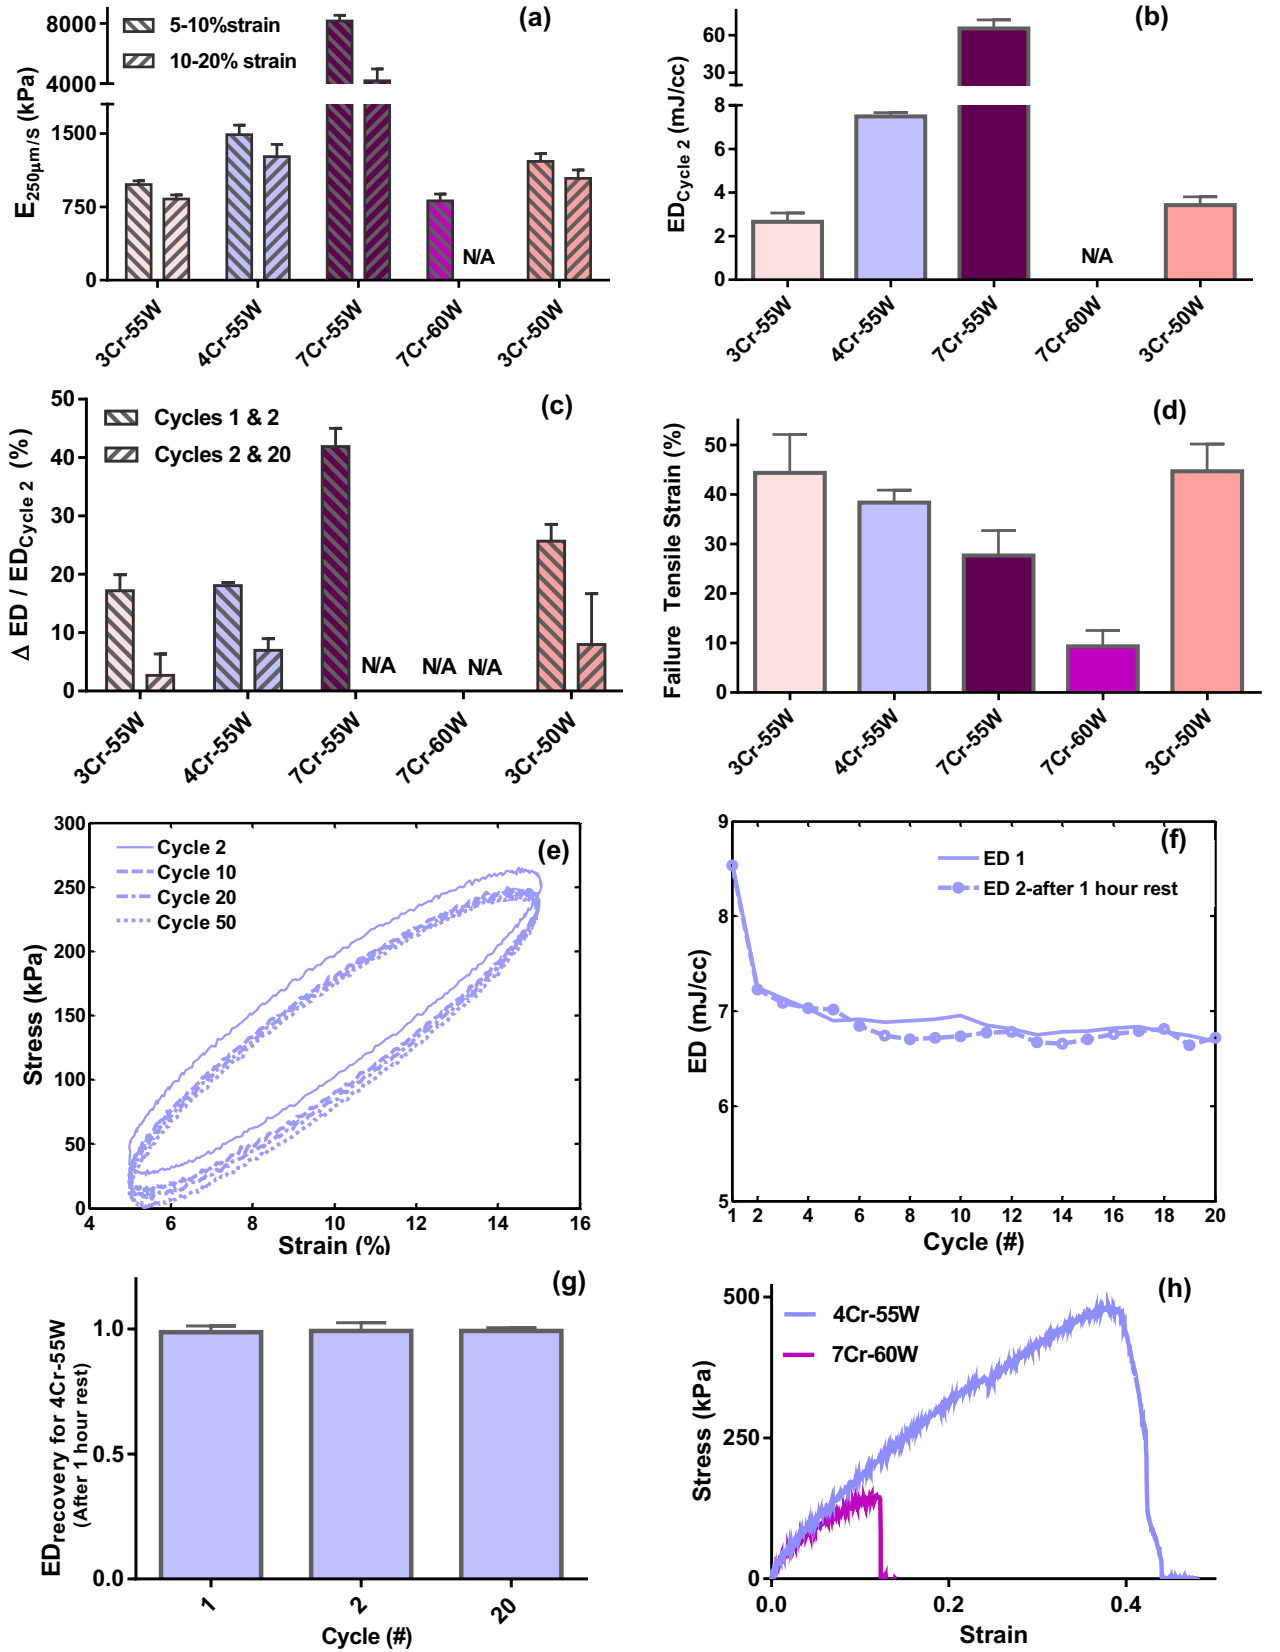 (a)
5-10%strain
10-20% strain
E250μm/s (kPa)
8000
4000
1500
750
0
N/A
3Cr-55W
4Cr-55W
7Cr-55W
7Cr-60W
3Cr-50W
(b)
EDCycle 2 (mJ/cc)
60
30
8
6
4
2
0
N/A
3Cr-55W
4Cr-55W
7Cr-55W
7Cr-60W
3Cr-50W
(c)
Cycles 1 & 2
Cycles 2 & 20
Δ ED / EDCycle 2 (%)
50
40
30
20
10
0
N/A
N/A
N/A
3Cr-55W
4Cr-55W
7Cr-55W
7Cr-60W
3Cr-50W
(d)
Failure Tensile Strain (%)
50
40
30
20
10
0
3Cr-55W
4Cr-55W
7Cr-55W
7Cr-60W
3Cr-50W
(e)
Cycle 2
Cycle 10
Cycle 20
Cycle 50
Stress (kPa)
300
250
200
150
100
50
0
4
6
8
10
12
14
16
Strain (%)
(f)
ED 1
ED 2-after 1 hour rest
ED (mJ/cc)
9
8
7
6
5
1
2
4
6
8
10
12
14
16
18
20
Cycle (#)
(g)
EDrecovery for 4Cr-55W
(After 1 hour rest)
1.0
0.5
0.0
1
2
20
Cycle (#)
(h)
4Cr-55W
7Cr-60W
Stress (kPa)
500
250
0
0.0
0.2
0.4
Strain